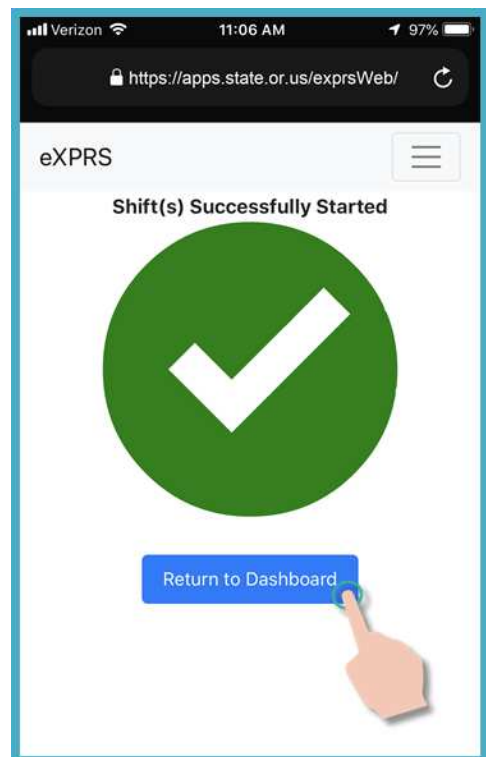 Verizon 11:06 AM 97%
https://apps.state.or.us/exprsWeb/
eXPRS
Shift(s) Successfully Started
Return to Dashboard